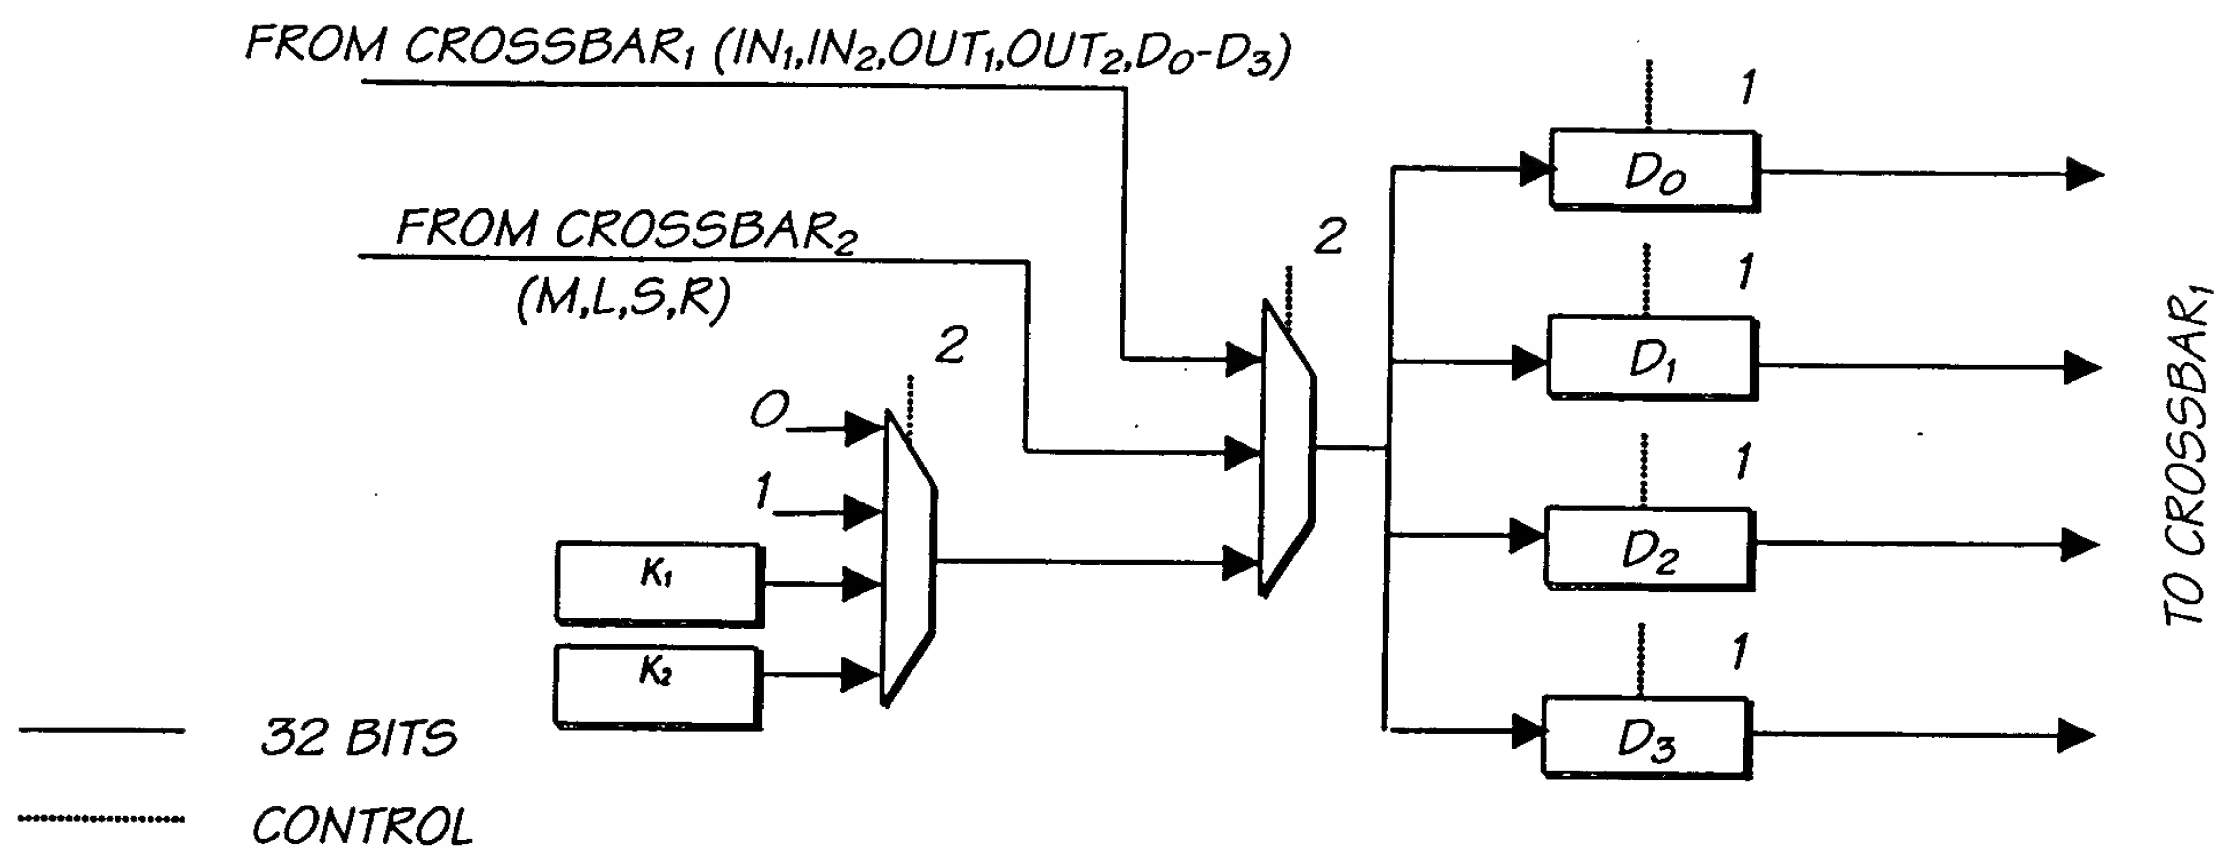 FROM CROSSBAR₁ (IN₁,IN₂,OUT₁,OUT₂,D₀-D₃)
1
D₀
FROM CROSSBAR₂
(M,L,S,R)
2
1
D₁
2
0
1
1
D₂
K₁
K₂
1
D₃
TO CROSSBAR₁
32 BITS
CONTROL